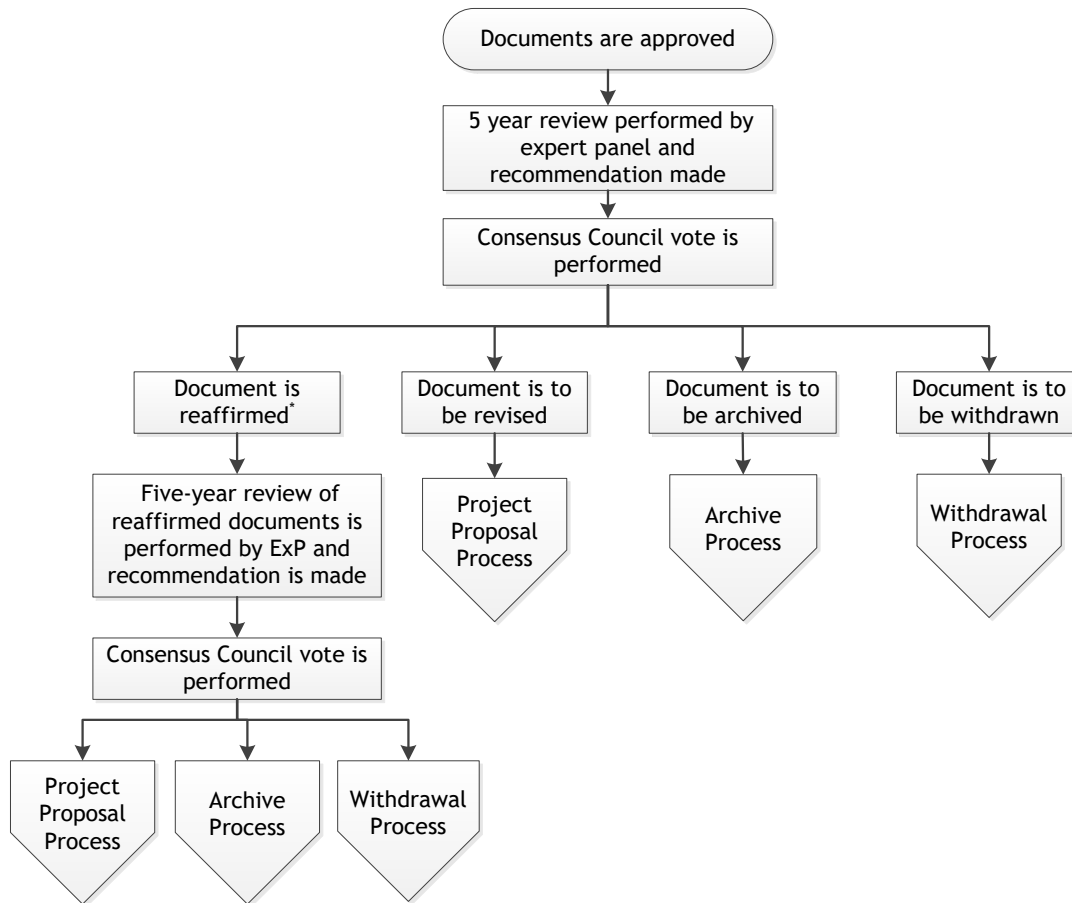 Documents are approved
5 year review performed by
expert panel and
recommendation made
Consensus Council vote is
performed
Document is
reaffirmed*
Document is to
be revised
Document is to
be archived
Document is to
be withdrawn
Five-year review of
reaffirmed documents is
performed by ExP and
recommendation is made
Project
Proposal
Process
Archive
Process
Withdrawal
Process
Consensus Council vote is
performed
Project
Proposal
Process
Archive
Process
Withdrawal
Process